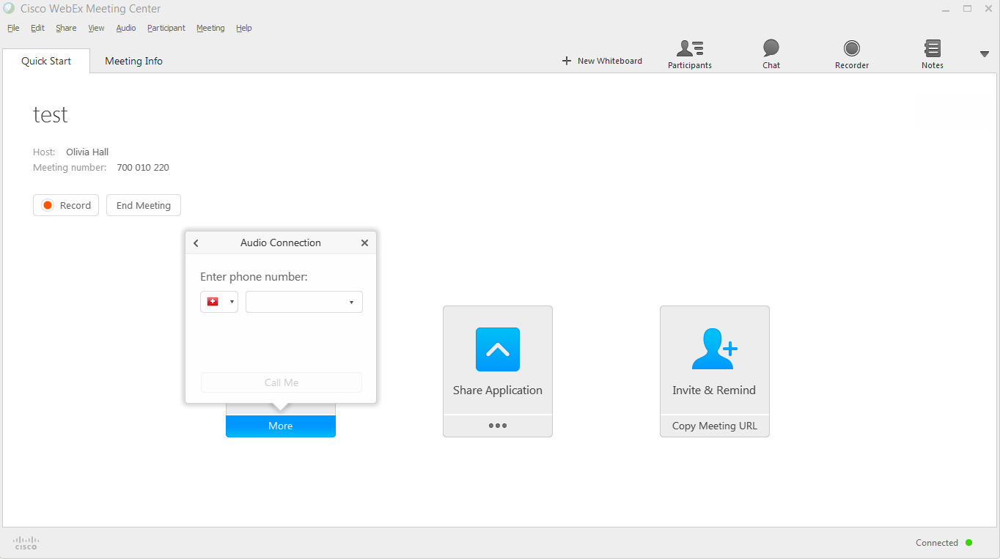 Cisco WebEx Meeting Center
File Edit Share View Audio Participant Meeting Help
Quick Start Meeting Info
New Whiteboard Participants Chat Recorder Notes
test
Host: Olivia Hall
Meeting number: 700 010 220
Record End Meeting
Audio Connection
Enter phone number:
Call Me
More
Share Application
Invite & Remind
Copy Meeting URL
CISCO
Connected